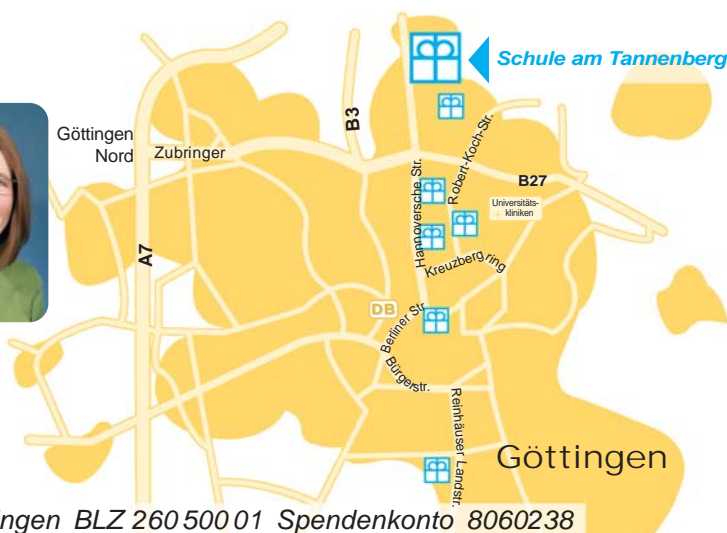 Schule am Tannenberg
Göttingen
Nord
Zubringer
B3
Robert-Koch-Str.
B27
Hannoversche Str.
Universitäts-
kliniken
A7
Kreuzbergring
DB
Berliner Str
Bürgerstr.
Reinhäuser Landstr.
Göttingen
ingen BLZ 260 500 01 Spendenkonto 8060238